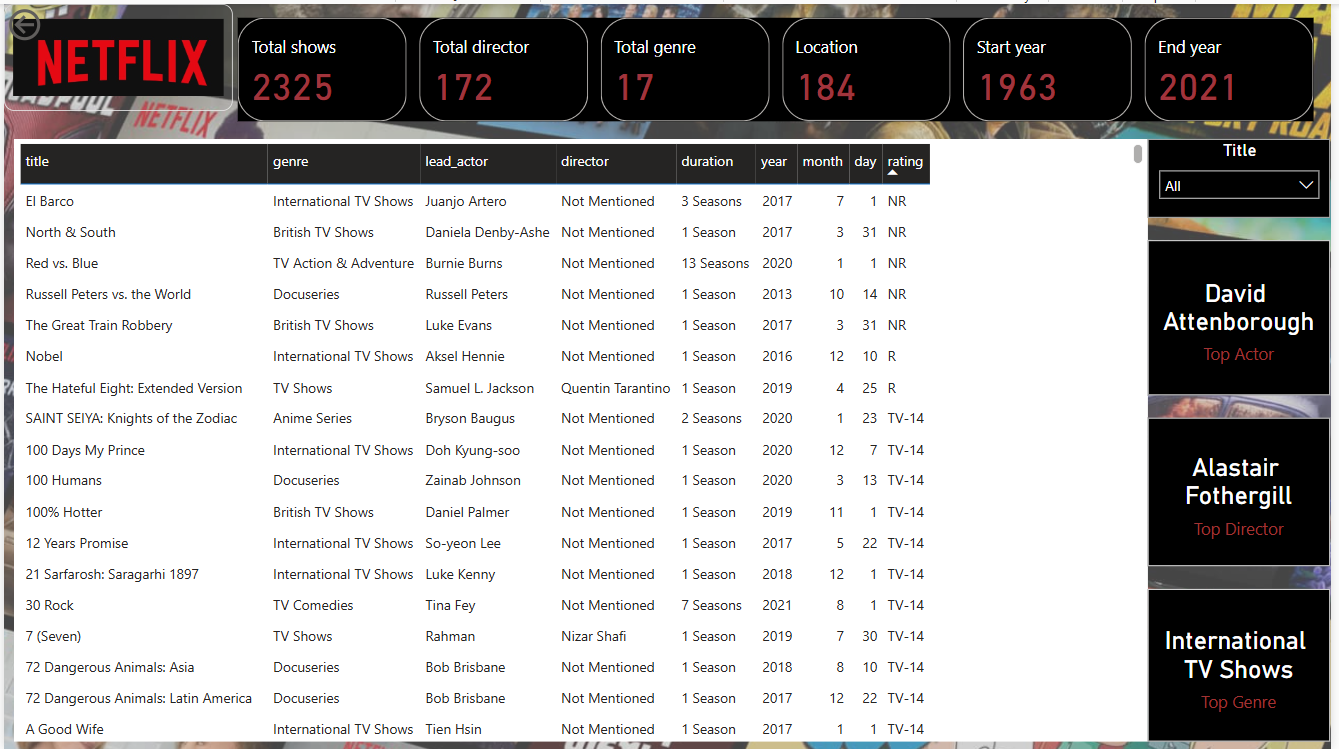 NETFLIX
Total shows
2325
Total director
172
Total genre
17
Location
184
Start year
1963
End year
2021
NETFLIX
title genre lead_actor director duration year month day rating
El Barco International TV Shows Juanjo Artero Not Mentioned 3 Seasons 2017 7 1 NR
North & South British TV Shows Daniela Denby-Ashe Not Mentioned 1 Season 2017 3 31 NR
Red vs. Blue TV Action & Adventure Burnie Burns Not Mentioned 13 Seasons 2020 1 1 NR
Russell Peters vs. the World Docuseries Russell Peters Not Mentioned 1 Season 2013 10 14 NR
The Great Train Robbery British TV Shows Luke Evans Not Mentioned 1 Season 2017 3 31 NR
Nobel International TV Shows Aksel Hennie Not Mentioned 1 Season 2016 12 10 R
The Hateful Eight: Extended Version TV Shows Samuel L. Jackson Quentin Tarantino 1 Season 2019 4 25 R
SAINT SEIYA: Knights of the Zodiac Anime Series Bryson Baugus Not Mentioned 2 Seasons 2020 1 23 TV-14
100 Days My Prince International TV Shows Doh Kyung-soo Not Mentioned 1 Season 2020 12 7 TV-14
100 Humans Docuseries Zainab Johnson Not Mentioned 1 Season 2020 3 13 TV-14
100% Hotter British TV Shows Daniel Palmer Not Mentioned 1 Season 2019 11 1 TV-14
12 Years Promise International TV Shows So-yeon Lee Not Mentioned 1 Season 2017 5 22 TV-14
21 Sarfarosh: Saragarhi 1897 International TV Shows Luke Kenny Not Mentioned 1 Season 2018 12 1 TV-14
30 Rock TV Comedies Tina Fey Not Mentioned 7 Seasons 2021 8 1 TV-14
7 (Seven) TV Shows Rahman Nizar Shafi 1 Season 2019 7 30 TV-14
72 Dangerous Animals: Asia Docuseries Bob Brisbane Not Mentioned 1 Season 2018 8 10 TV-14
72 Dangerous Animals: Latin America Docuseries Bob Brisbane Not Mentioned 1 Season 2017 12 22 TV-14
A Good Wife International TV Shows Tien Hsin Not Mentioned 1 Season 2017 1 1 TV-14
Title
All
David
Attenborough
Top Actor
Alastair
Fothergill
Top Director
International
TV Shows
Top Genre